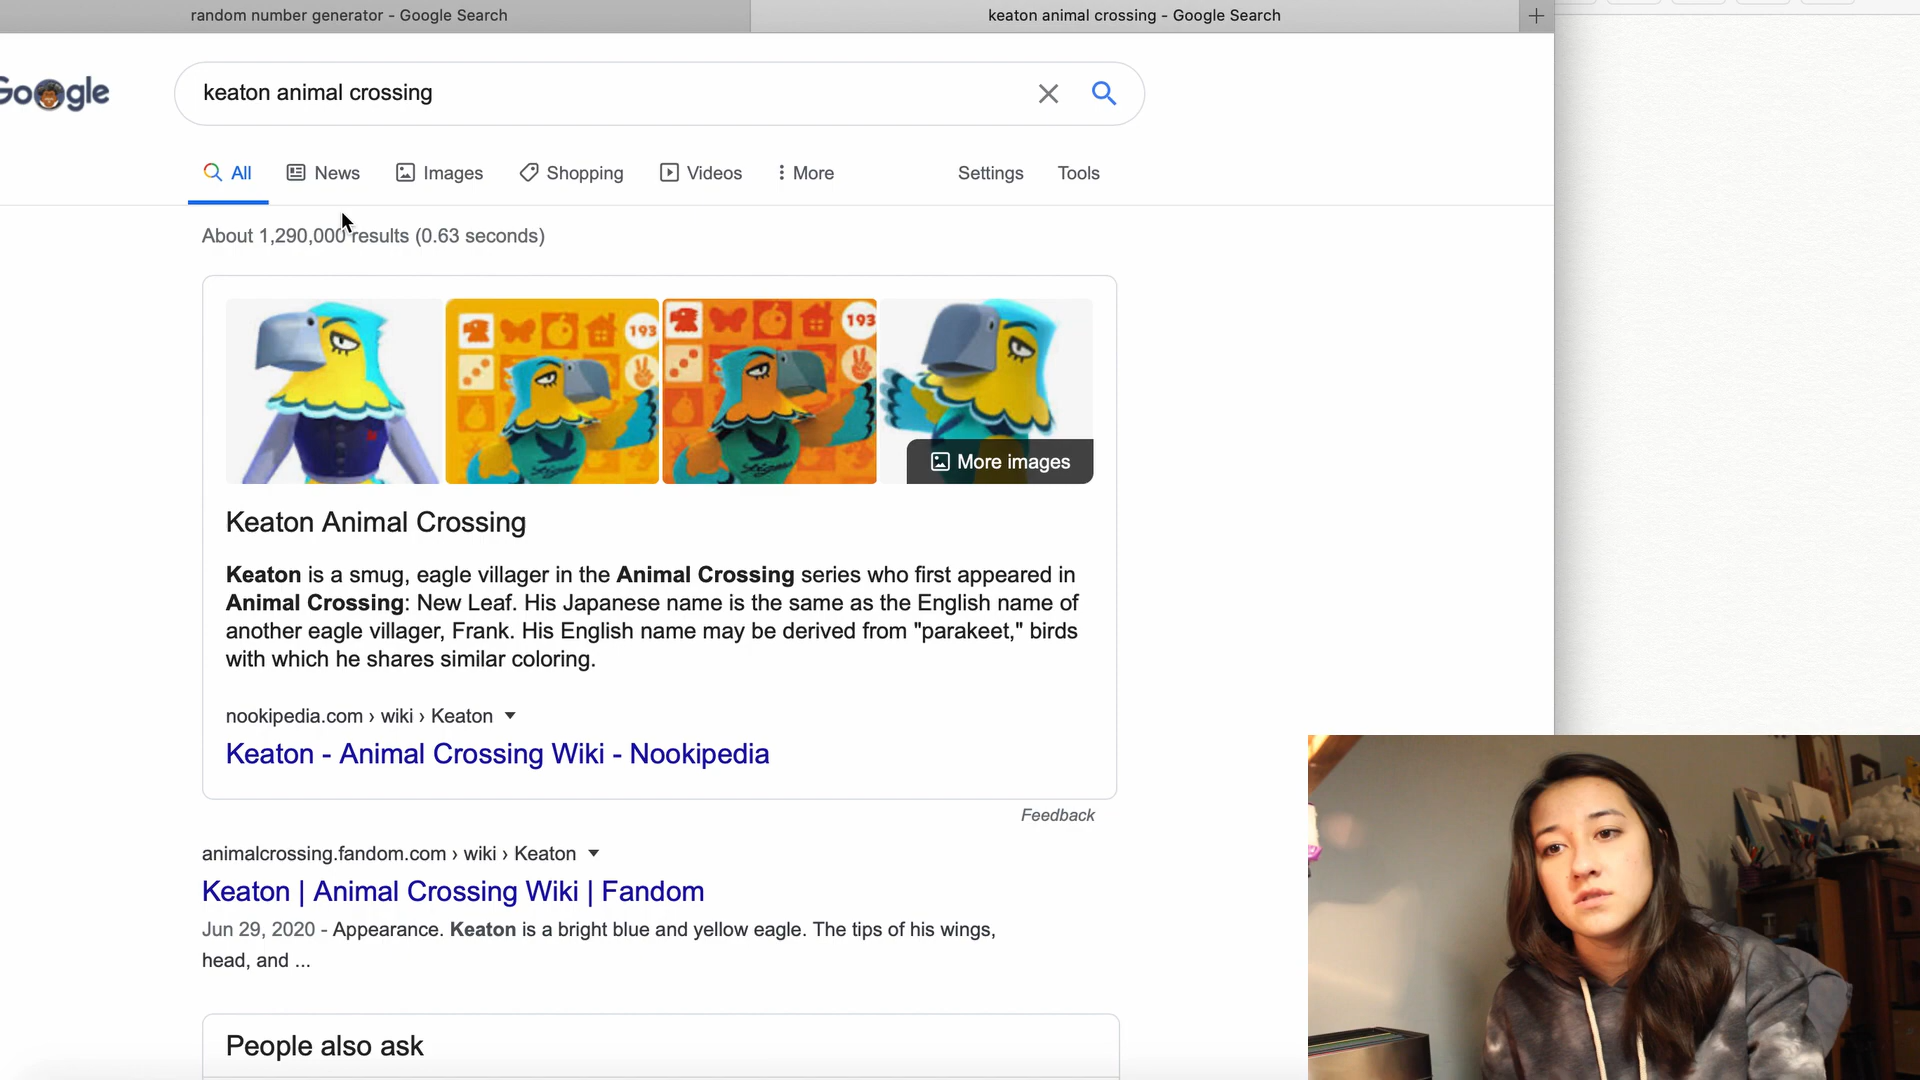 random number generator - Google Search
keaton animal crossing - Google Search
Google
keaton animal crossing
All
News
Images
Shopping
Videos
More
Settings
Tools
About 1,290,000 results (0.63 seconds)
193
193
More images
Keaton Animal Crossing
Keaton is a smug, eagle villager in the Animal Crossing series who first appeared in
Animal Crossing: New Leaf. His Japanese name is the same as the English name of
another eagle villager, Frank. His English name may be derived from "parakeet," birds
with which he shares similar coloring.
nookipedia.com › wiki › Keaton
Keaton - Animal Crossing Wiki - Nookipedia
Feedback
animalcrossing.fandom.com › wiki › Keaton
Keaton | Animal Crossing Wiki | Fandom
Jun 29, 2020 - Appearance. Keaton is a bright blue and yellow eagle. The tips of his wings,
head, and ...
People also ask